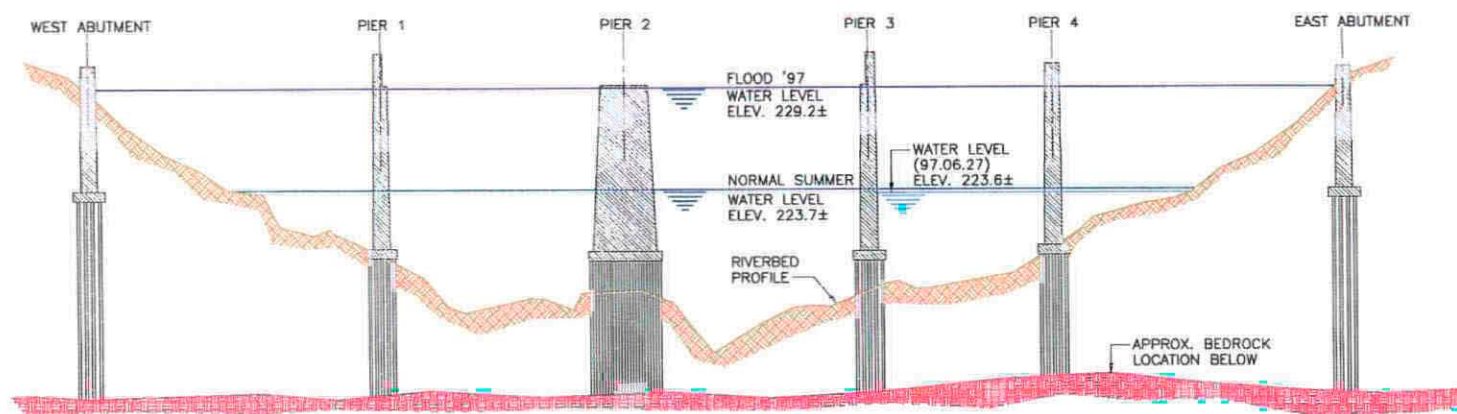 WEST ABUTMENT
PIER 1
PIER 2
PIER 3
PIER 4
EAST ABUTMENT
FLOOD '97
WATER LEVEL
ELEV. 229.2±
WATER LEVEL
(97.06.27)
ELEV. 223.6±
NORMAL SUMMER
WATER LEVEL
ELEV. 223.7±
RIVERBED
PROFILE
APPROX. BEDROCK
LOCATION BELOW